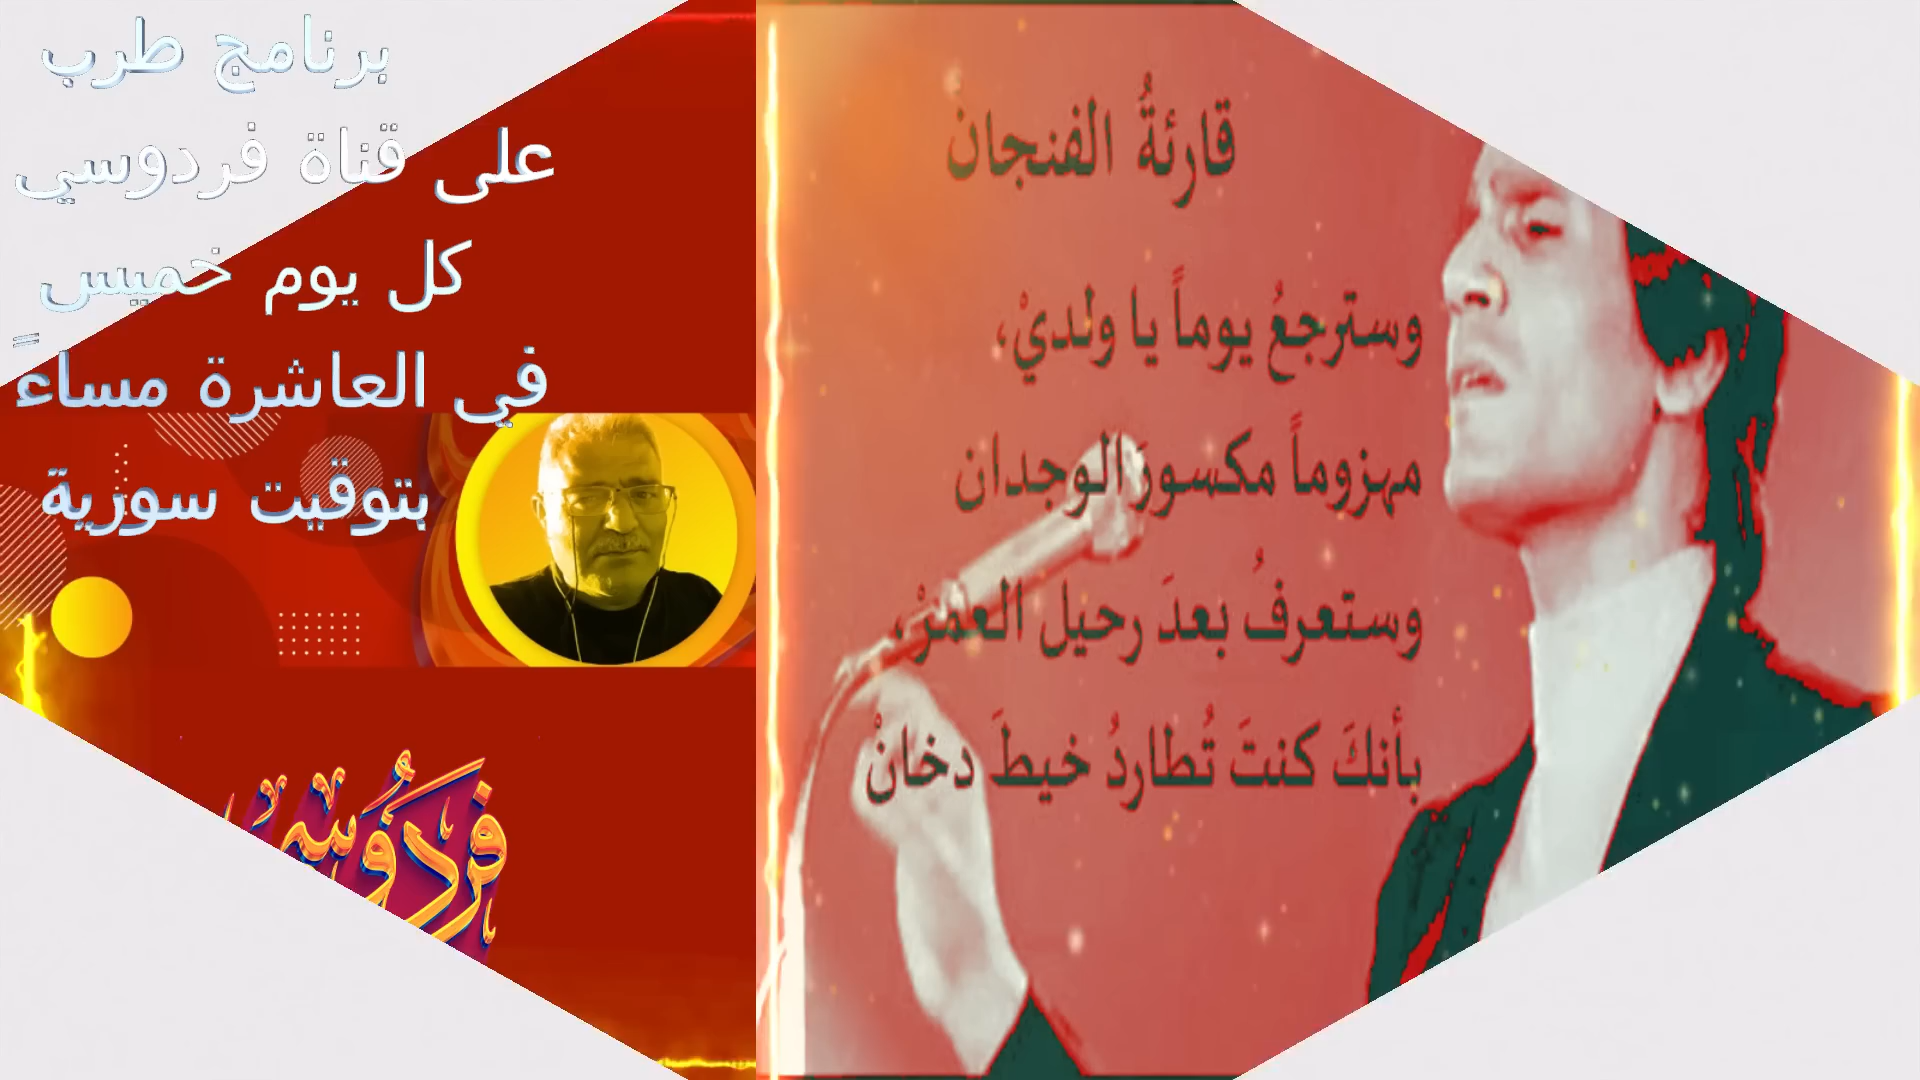 برنامج طرب
على قناة فردوسي
كل يوم خميس
في العاشرة مساءً
بتوقيت سورية
فردوسي
قارئةُ الفنجانْ
وسترجعُ يوماً يا ولديْ،
مهزوماً مكسورَ الوجدان
وستعرفُ بعدَ رحيل العمرْ،
بأنكَ كنتَ تُطاردُ خيطَ دخانْ